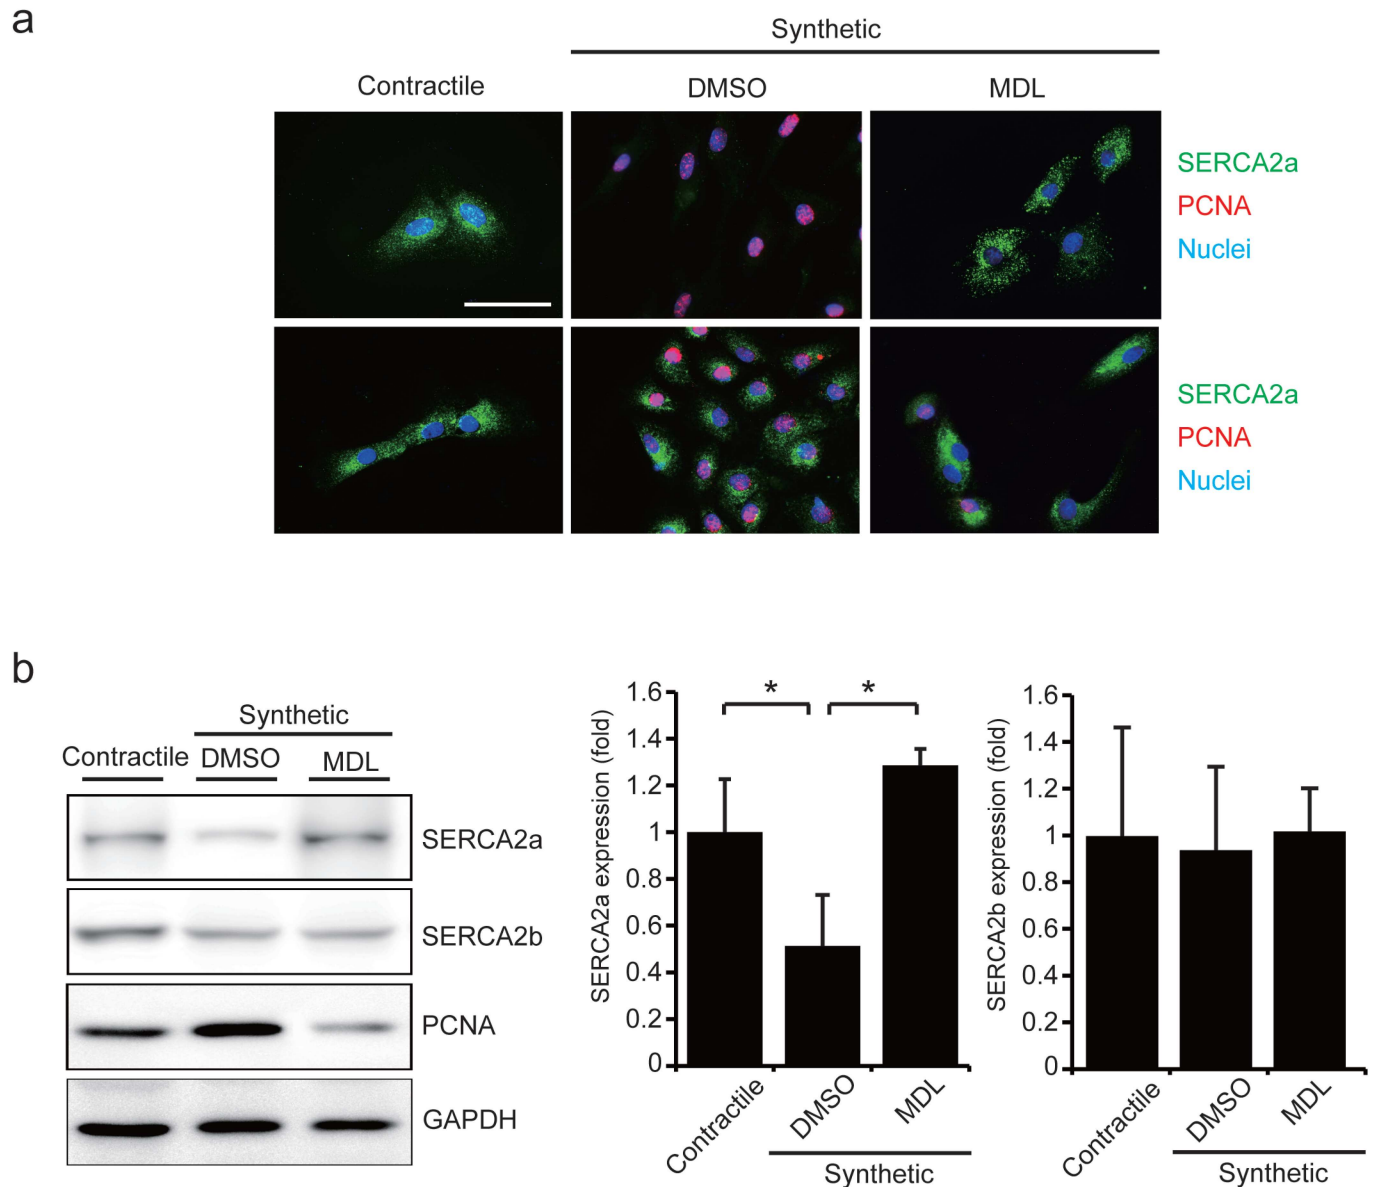 a
Synthetic
Contractile DMSO MDL
SERCA2a
PCNA
Nuclei
SERCA2a
PCNA
Nuclei
b
Synthetic
Contractile DMSO MDL
SERCA2a
SERCA2b
PCNA
GAPDH
SERCA2a expression (fold)
1.6
1.4
1.2
1
0.8
0.6
0.4
0.2
0
* *
Contractile DMSO MDL
Synthetic
SERCA2b expression (fold)
1.6
1.4
1.2
1
0.8
0.6
0.4
0.2
0
Contractile DMSO MDL
Synthetic